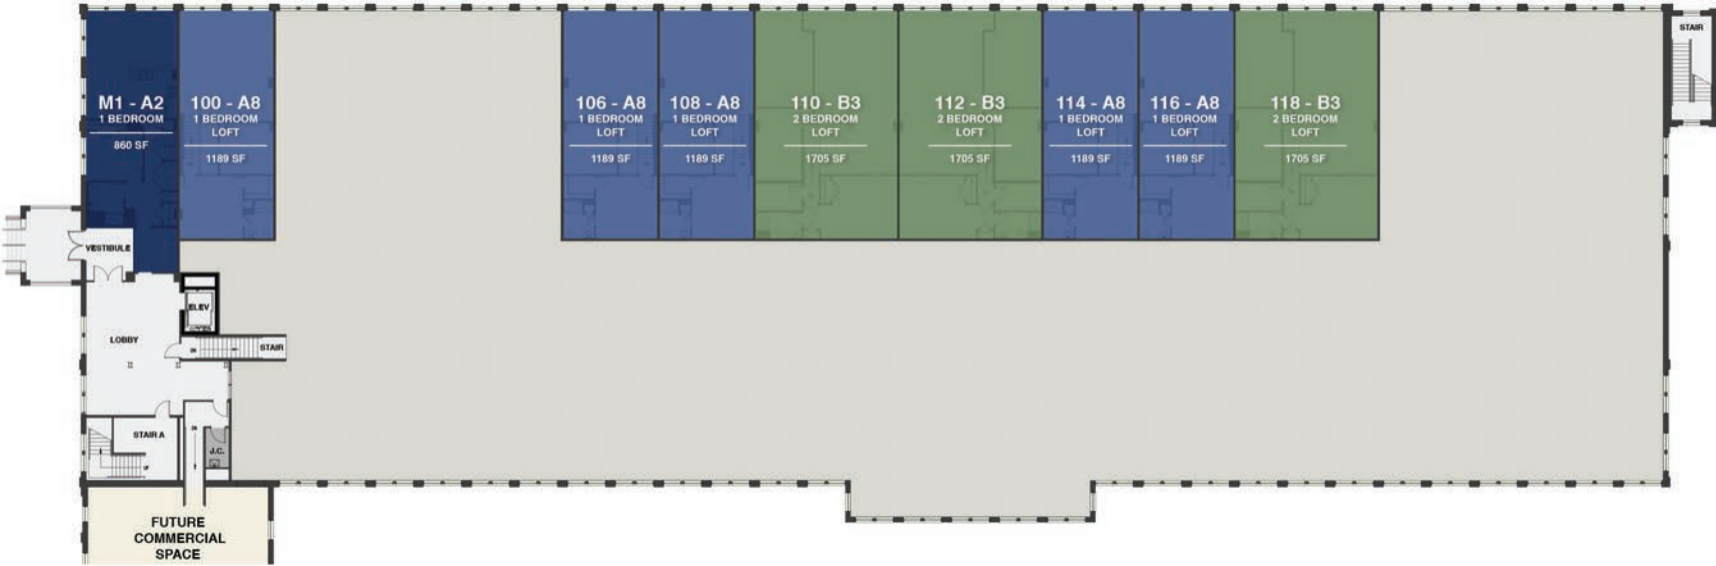 M1 - A2
1 BEDROOM
860 SF
100 - A8
1 BEDROOM
LOFT
1189 SF
106 - A8
1 BEDROOM
LOFT
1189 SF
108 - A8
1 BEDROOM
LOFT
1189 SF
110 - B3
2 BEDROOM
LOFT
1705 SF
112 - B3
2 BEDROOM
LOFT
1705 SF
114 - A8
1 BEDROOM
LOFT
1189 SF
116 - A8
1 BEDROOM
LOFT
1189 SF
118 - B3
2 BEDROOM
LOFT
1705 SF
STAIR
VESTIBULE
ELEV
LOBBY
STAIR
STAIR A
J.C.
FUTURE
COMMERCIAL
SPACE